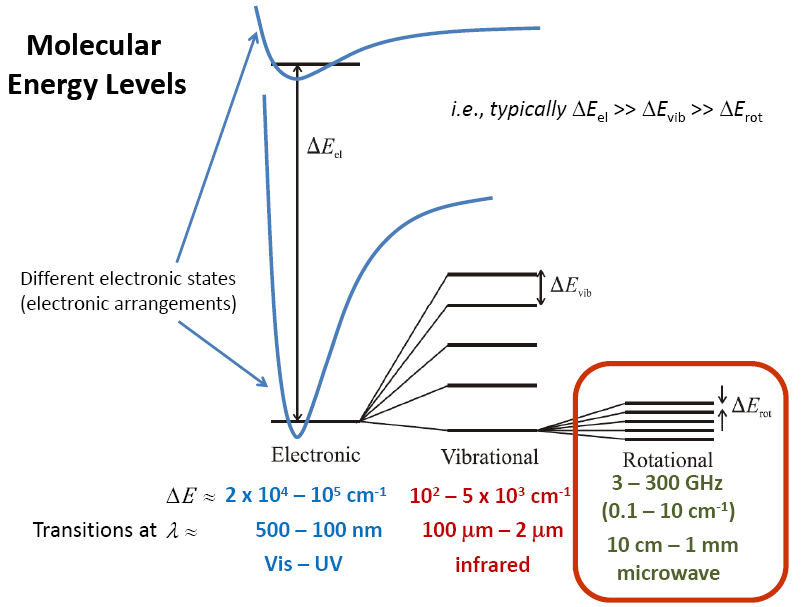 Molecular
Energy Levels
i.e., typically ΔEel >> ΔEvib >> ΔErot
ΔEel
Different electronic states
(electronic arrangements)
ΔEvib
ΔErot
Electronic
Vibrational
Rotational
ΔE ≈ 2 x 10⁴ – 10⁵ cm⁻¹
10² – 5 x 10³ cm⁻¹
3 – 300 GHz
(0.1 – 10 cm⁻¹)
Transitions at λ ≈ 500 – 100 nm
100 μm – 2 μm
10 cm – 1 mm
Vis – UV
infrared
microwave